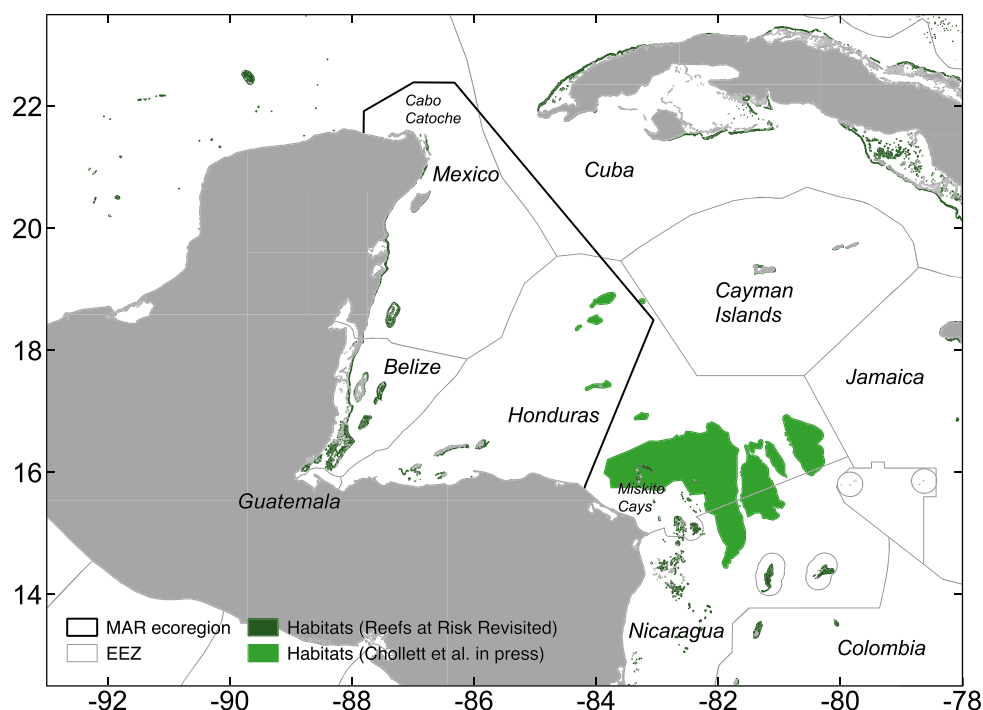 22
20
18
16
14
Cabo
Catoche
Mexico
Cuba
Cayman
Islands
Belize
Jamaica
Honduras
Guatemala
Miskito
Cays
Nicaragua
Colombia
MAR ecoregion
EEZ
Habitats (Reefs at Risk Revisited)
Habitats (Chollett et al. in press)
-92 -90 -88 -86 -84 -82 -80 -78